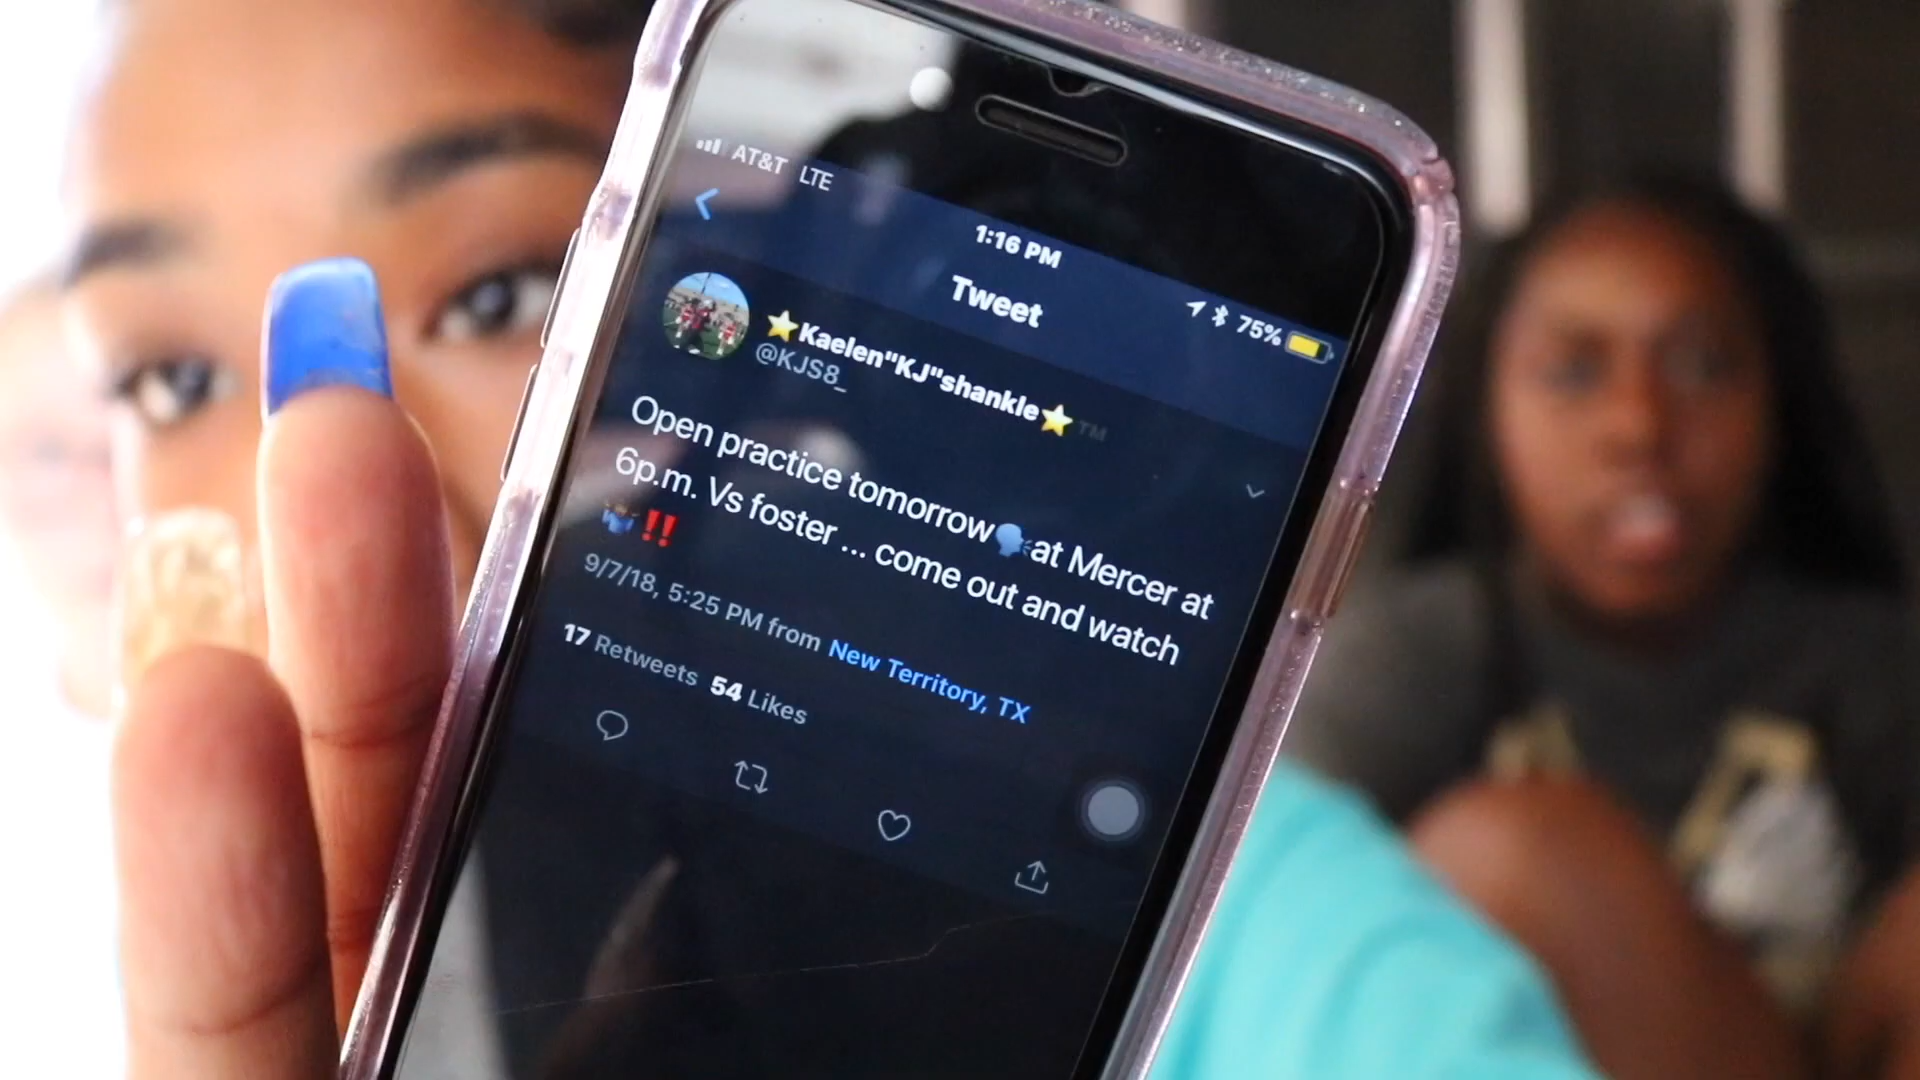 AT&T LTE
1:16 PM
75%
Tweet
⭐Kaelen"KJ"shankle⭐™
@KJS8_
Open practice tomorrow🗣at Mercer at
6p.m. Vs foster ... come out and watch
🤷🏾‍♂️‼️
9/7/18, 5:25 PM from New Territory, TX
17 Retweets 54 Likes